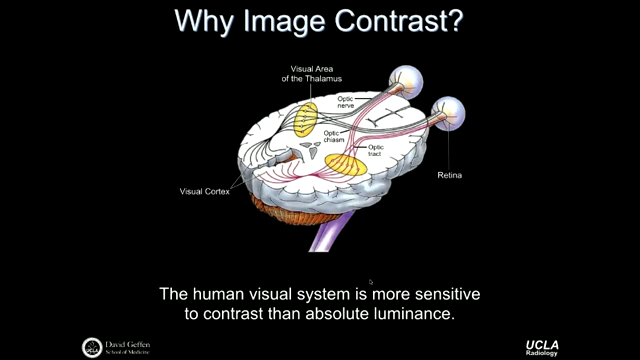 Why Image Contrast?
Visual Area
of the Thalamus
Optic
nerve
Optic
chiasm
Optic
tract
Retina
Visual Cortex
The human visual system is more sensitive
to contrast than absolute luminance.
UCLA
David Geffen
School of Medicine
UCLA
Radiology